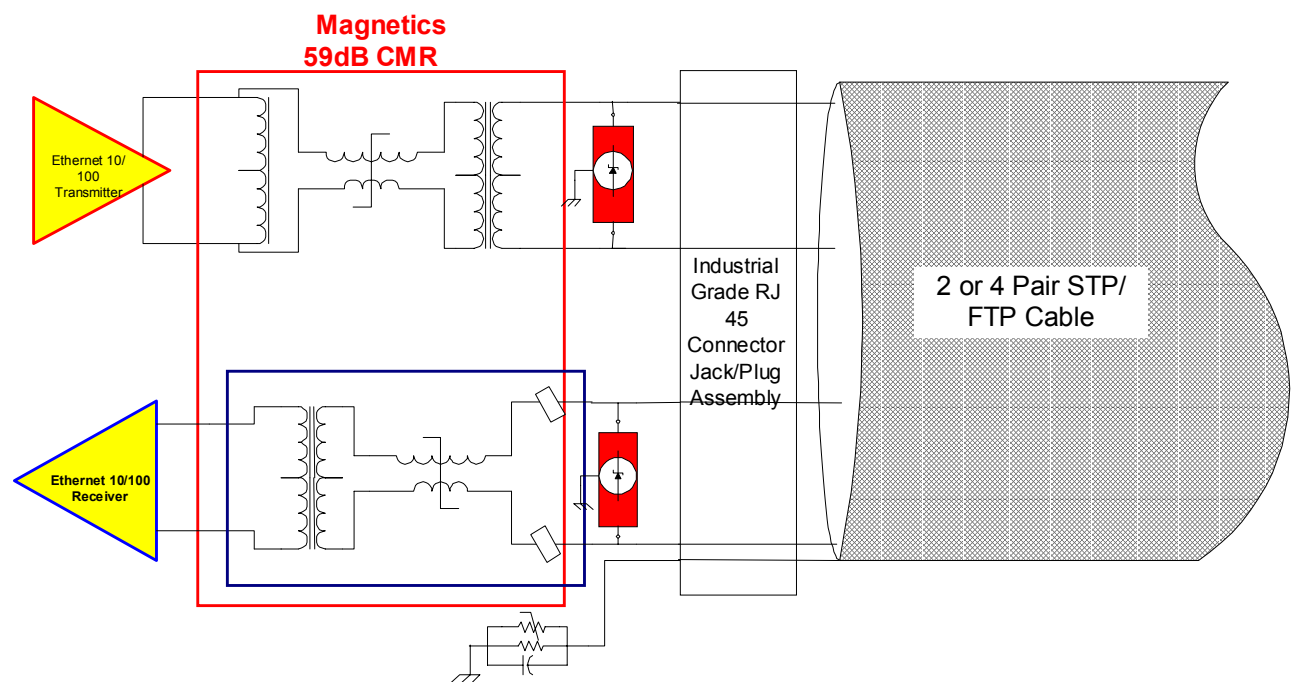 Magnetics
59dB CMR
Ethernet 10/
100
Transmitter
Industrial
Grade RJ
45
Connector
Jack/Plug
Assembly
2 or 4 Pair STP/
FTP Cable
Ethernet 10/100
Receiver